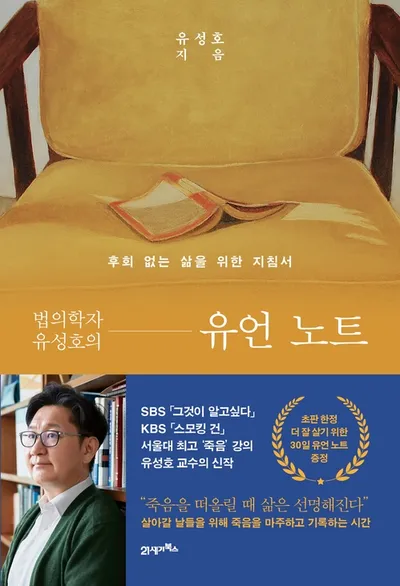 유성호
지음
후회 없는 삶을 위한 지침서
법의학자
유성호의
유언 노트
SBS 「그것이 알고싶다」
KBS 「스모킹 건」
서울대 최고 ‘죽음’ 강의
유성호 교수의 신작
초판 한정
더 잘 살기 위한
30일 유언 노트
증정
“죽음을 떠올릴 때 삶은 선명해진다”
살아갈 날들을 위해 죽음을 마주하고 기록하는 시간
21세기북스